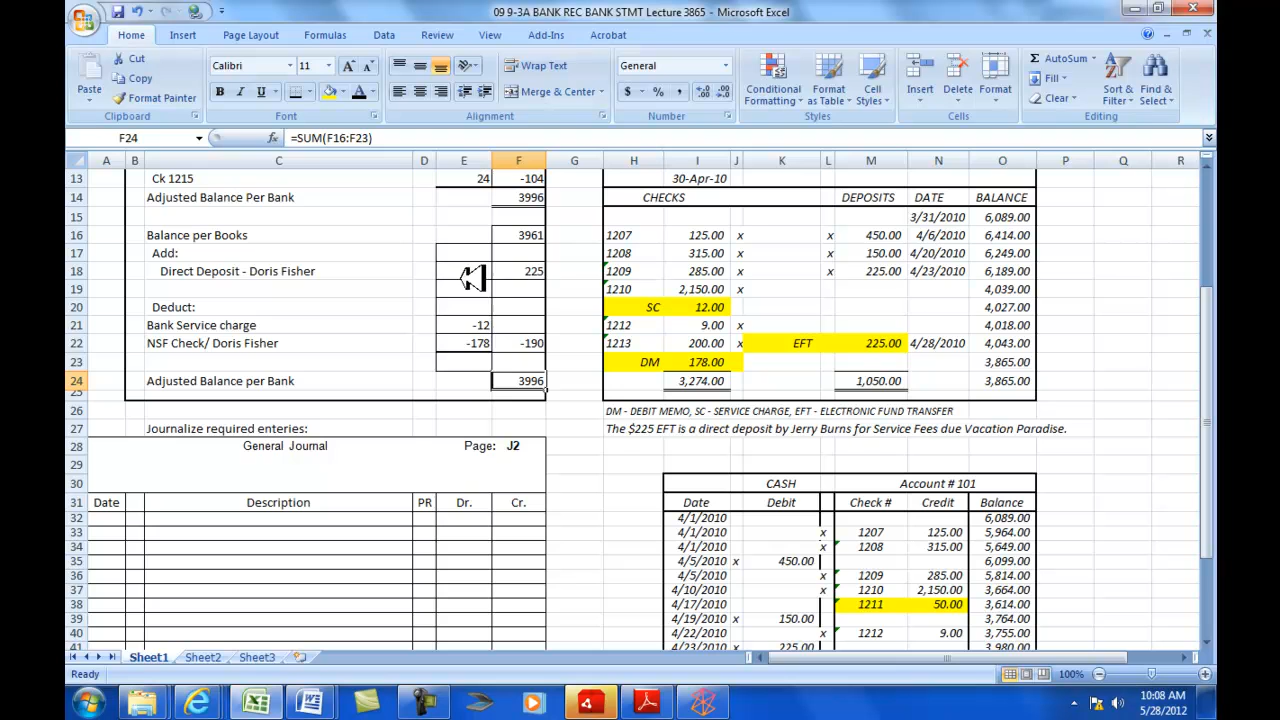 09 9-3A BANK REC BANK STMT Lecture 3865 - Microsoft Excel
Home Insert Page Layout Formulas Data Review View Add-Ins Acrobat
Paste
Cut
Copy
Format Painter
Clipboard
Calibri 11
B I U
Font
Wrap Text
Merge & Center
Alignment
General
$ % ,
Number
Conditional Formatting
Format as Table
Cell Styles
Styles
Insert Delete Format
Cells
AutoSum
Fill
Clear
Sort & Filter
Find & Select
Editing
F24 fx =SUM(F16:F23)
A B C D E F G H I J K L M N O P Q R
13 Ck 1215 24 -104 30-Apr-10
14 Adjusted Balance Per Bank 3996 CHECKS DEPOSITS DATE BALANCE
15 3/31/2010 6,089.00
16 Balance per Books 3961 1207 125.00 x x 450.00 4/6/2010 6,414.00
17 Add: 1208 315.00 x x 150.00 4/20/2010 6,249.00
18 Direct Deposit - Doris Fisher 225 1209 285.00 x x 225.00 4/23/2010 6,189.00
19 1210 2,150.00 x 4,039.00
20 Deduct: SC 12.00 4,027.00
21 Bank Service charge -12 1212 9.00 x 4,018.00
22 NSF Check/ Doris Fisher -178 -190 1213 200.00 x EFT 225.00 4/28/2010 4,043.00
23 DM 178.00 3,865.00
24 Adjusted Balance per Bank 3996 3,274.00 1,050.00 3,865.00
25
26 DM - DEBIT MEMO, SC - SERVICE CHARGE, EFT - ELECTRONIC FUND TRANSFER
27 Journalize required enteries: The $225 EFT is a direct deposit by Jerry Burns for Service Fees due Vacation Paradise.
28 General Journal Page: J2
29
30 CASH Account # 101
31 Date Description PR Dr. Cr. Date Debit Check # Credit Balance
32 4/1/2010 6,089.00
33 4/1/2010 x 1207 125.00 5,964.00
34 4/1/2010 x 1208 315.00 5,649.00
35 4/5/2010 x 450.00 6,099.00
36 4/5/2010 x 1209 285.00 5,814.00
37 4/10/2010 x 1210 2,150.00 3,664.00
38 4/17/2010 1211 50.00 3,614.00
39 4/19/2010 x 150.00 3,764.00
40 4/22/2010 x 1212 9.00 3,755.00
41 4/23/2010 x 225.00 3,980.00
Sheet1 Sheet2 Sheet3
Ready 100%
10:08 AM
5/28/2012